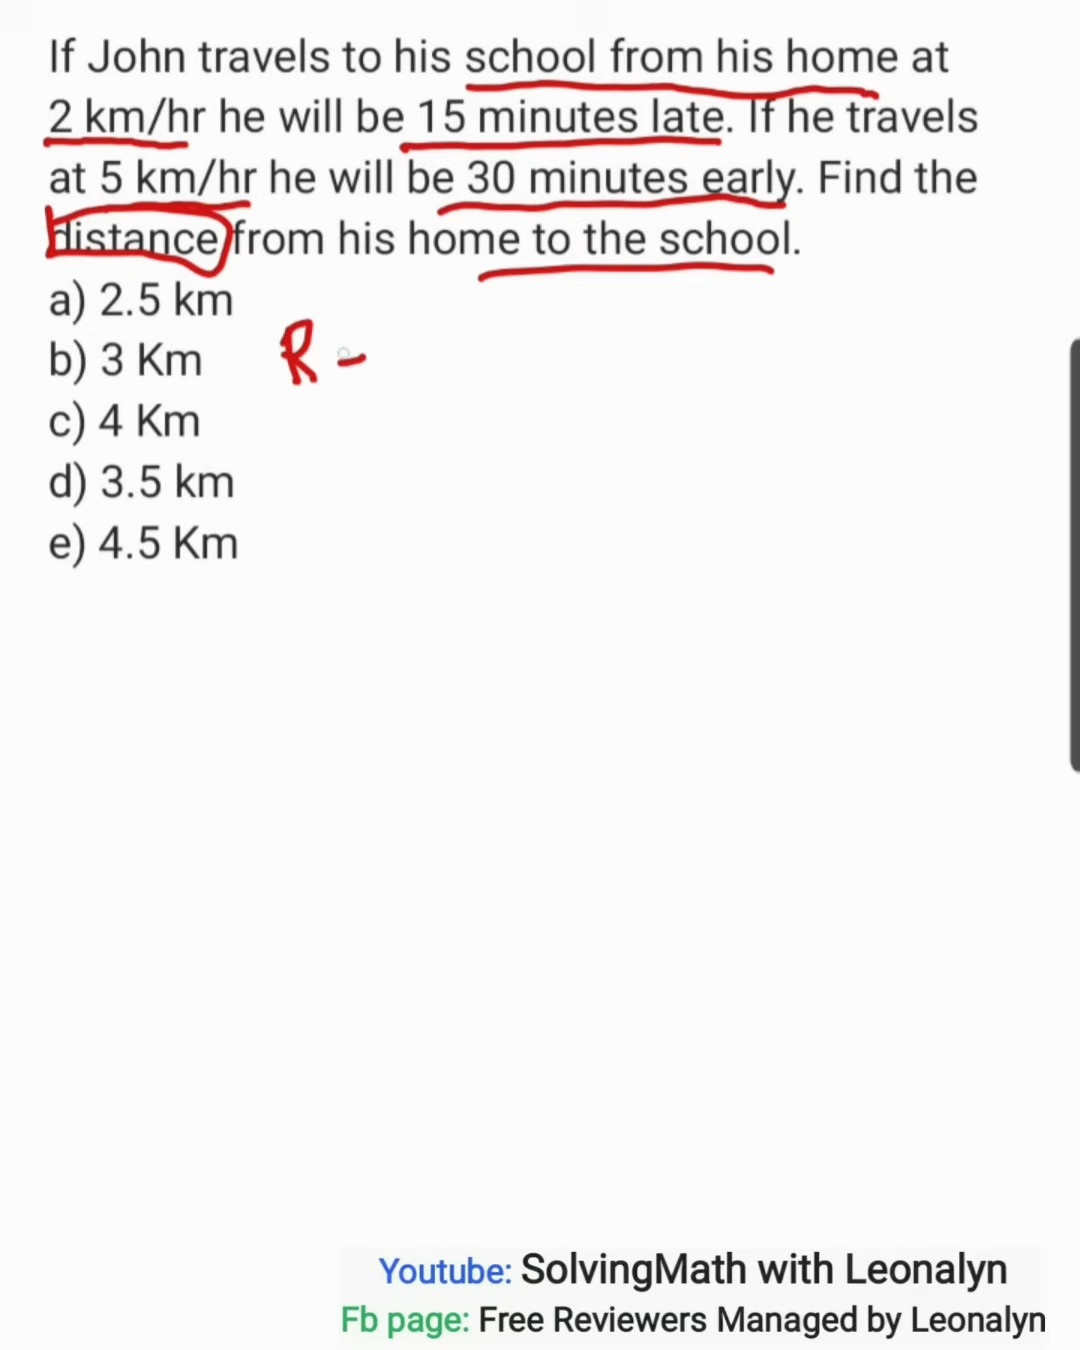 If John travels to his school from his home at
2 km/hr he will be 15 minutes late. If he travels
at 5 km/hr he will be 30 minutes early. Find the
distance from his home to the school.
a) 2.5 km
b) 3 Km
R -
c) 4 Km
d) 3.5 km
e) 4.5 Km
Youtube: SolvingMath with Leonalyn
Fb page: Free Reviewers Managed by Leonalyn